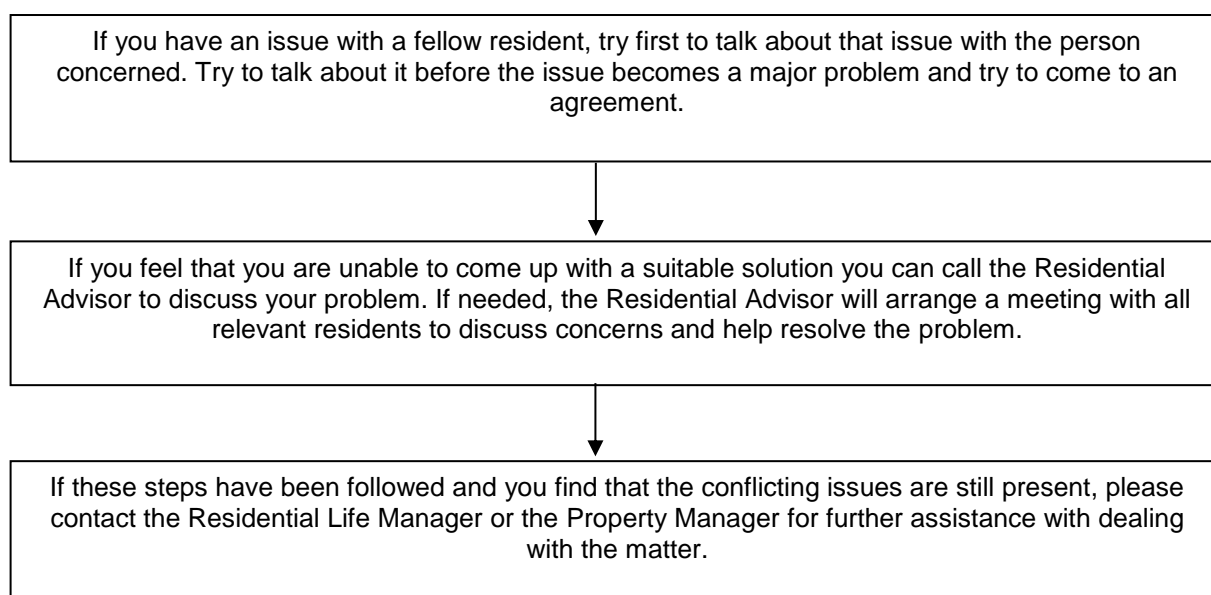 If you have an issue with a fellow resident, try first to talk about that issue with the person
concerned. Try to talk about it before the issue becomes a major problem and try to come to an
agreement.
If you feel that you are unable to come up with a suitable solution you can call the Residential
Advisor to discuss your problem. If needed, the Residential Advisor will arrange a meeting with all
relevant residents to discuss concerns and help resolve the problem.
If these steps have been followed and you find that the conflicting issues are still present, please
contact the Residential Life Manager or the Property Manager for further assistance with dealing
with the matter.